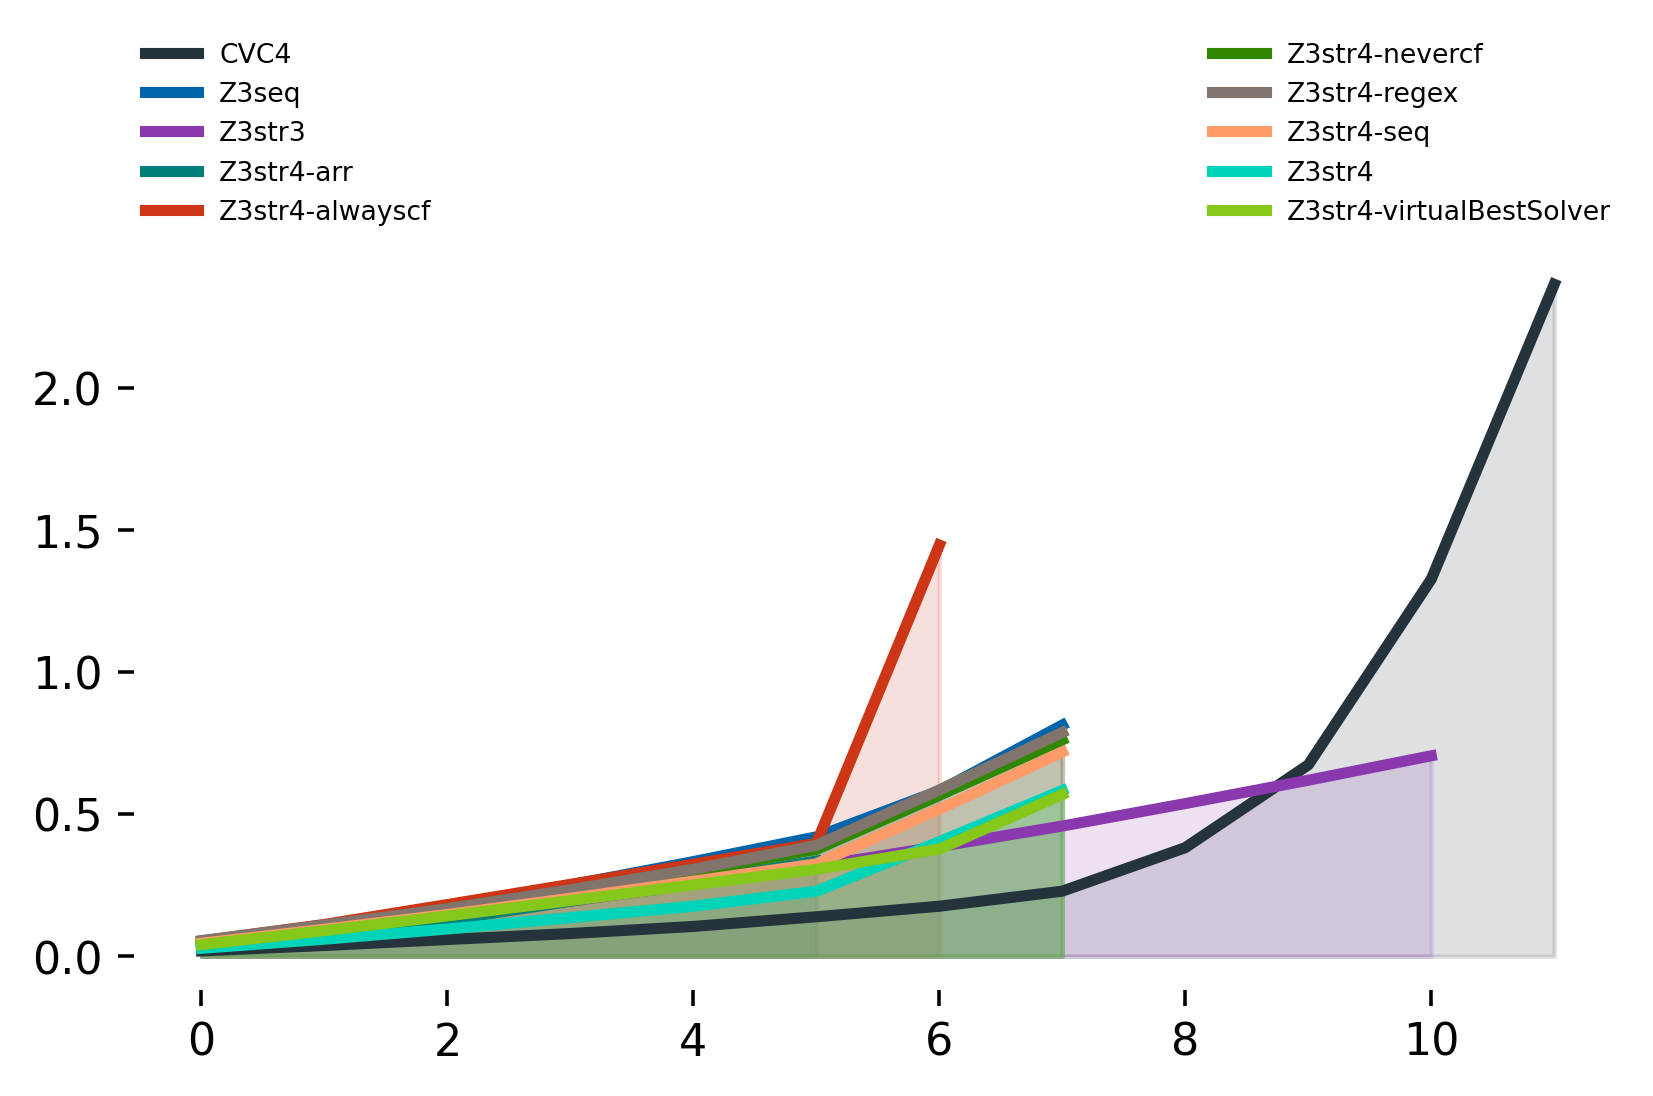 CVC4
Z3seq
Z3str3
Z3str4-arr
Z3str4-alwayscf
Z3str4-nevercf
Z3str4-regex
Z3str4-seq
Z3str4
Z3str4-virtualBestSolver
2.0
1.5
1.0
0.5
0.0
0 2 4 6 8 10